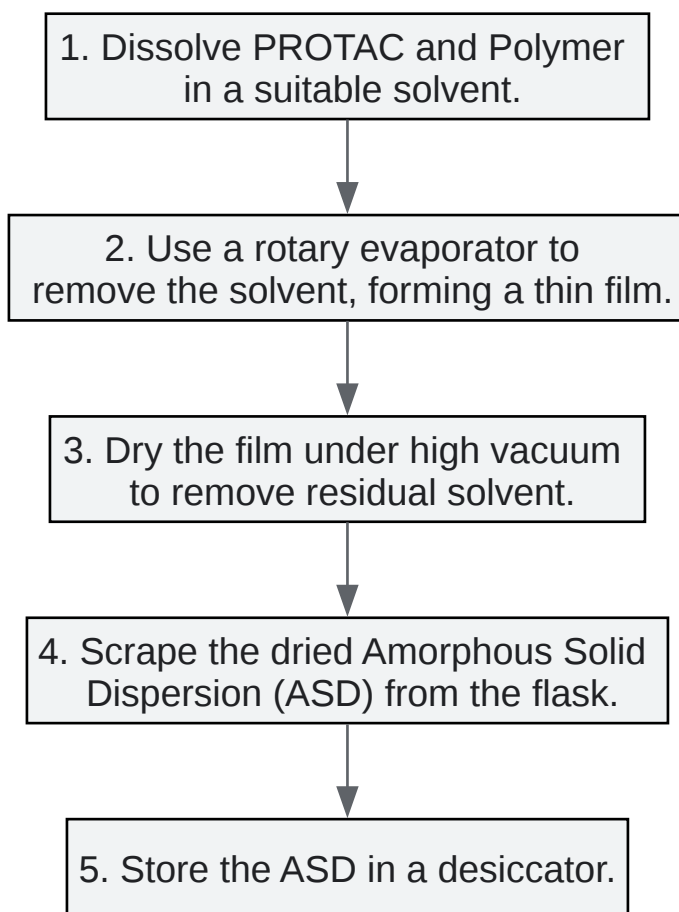 1. Dissolve PROTAC and Polymer
in a suitable solvent.
2. Use a rotary evaporator to
remove the solvent, forming a thin film.
3. Dry the film under high vacuum
to remove residual solvent.
4. Scrape the dried Amorphous Solid
Dispersion (ASD) from the flask.
5. Store the ASD in a desiccator.